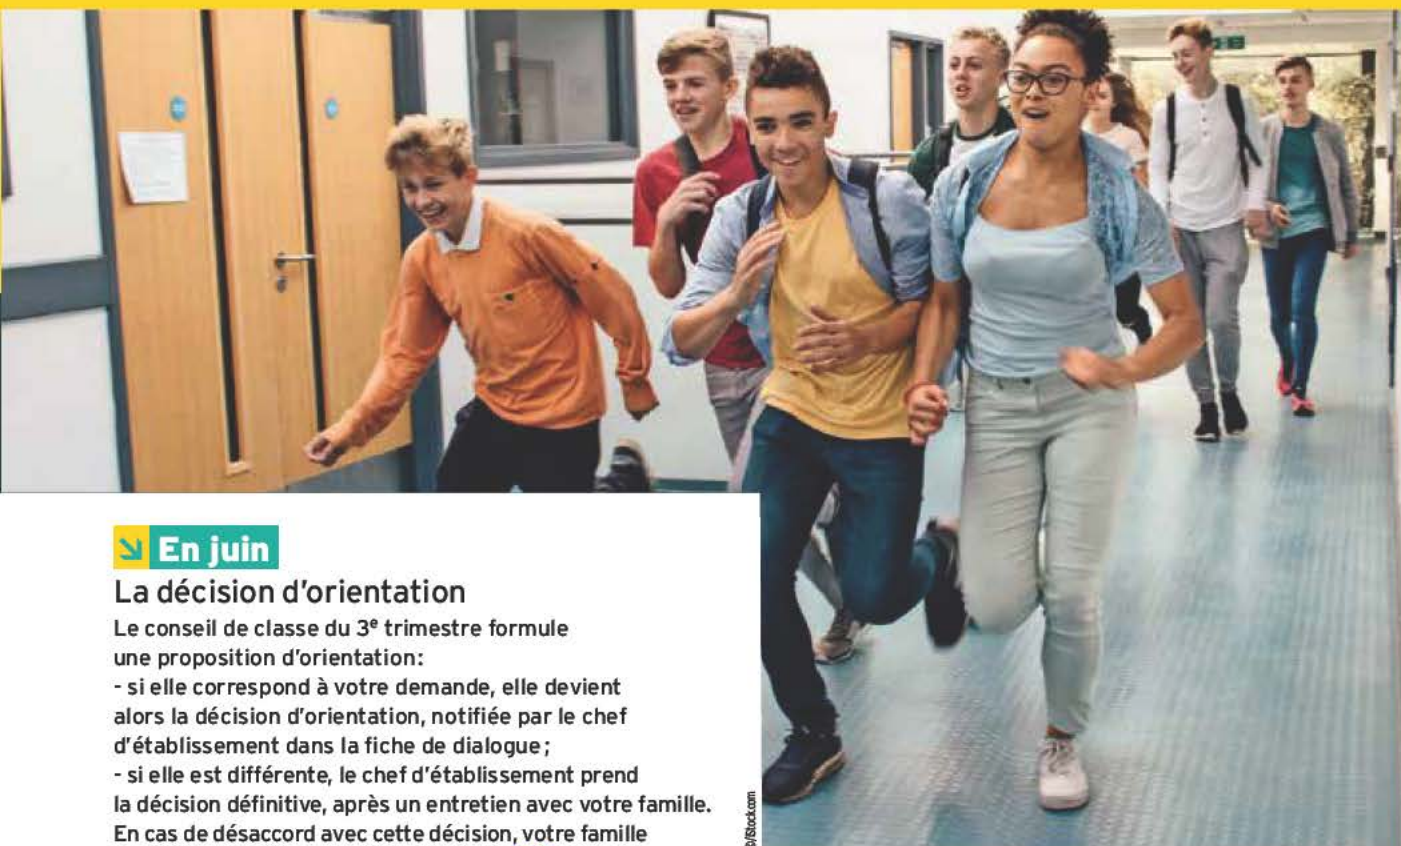 En juin
La décision d'orientation
Le conseil de classe du 3e trimestre formule
une proposition d'orientation:
- si elle correspond à votre demande, elle devient
alors la décision d'orientation, notifiée par le chef
d'établissement dans la fiche de dialogue;
- si elle est différente, le chef d'établissement prend
la décision définitive, après un entretien avec votre famille.
En cas de désaccord avec cette décision, votre famille
/iStock.com